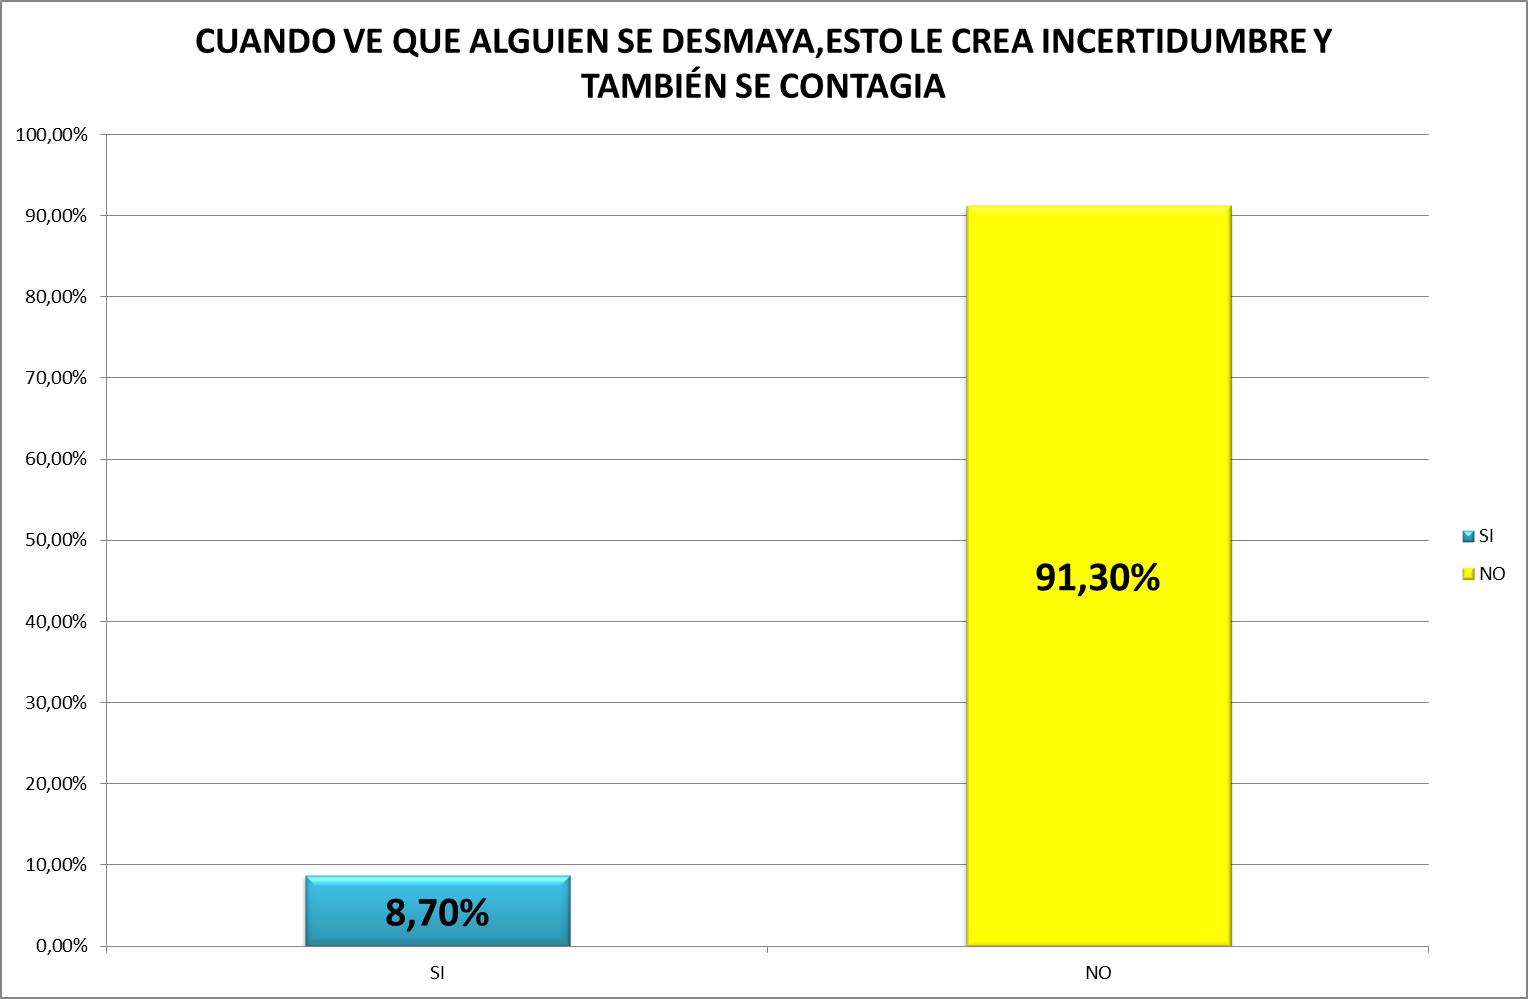 CUANDO VE QUE ALGUIEN SE DESMAYA,ESTO LE CREA INCERTIDUMBRE Y
TAMBIÉN SE CONTAGIA
100,00%
90,00%
80,00%
70,00%
60,00%
50,00%
40,00%
30,00%
20,00%
10,00%
0,00%
8,70%
91,30%
SI
NO
SI
NO